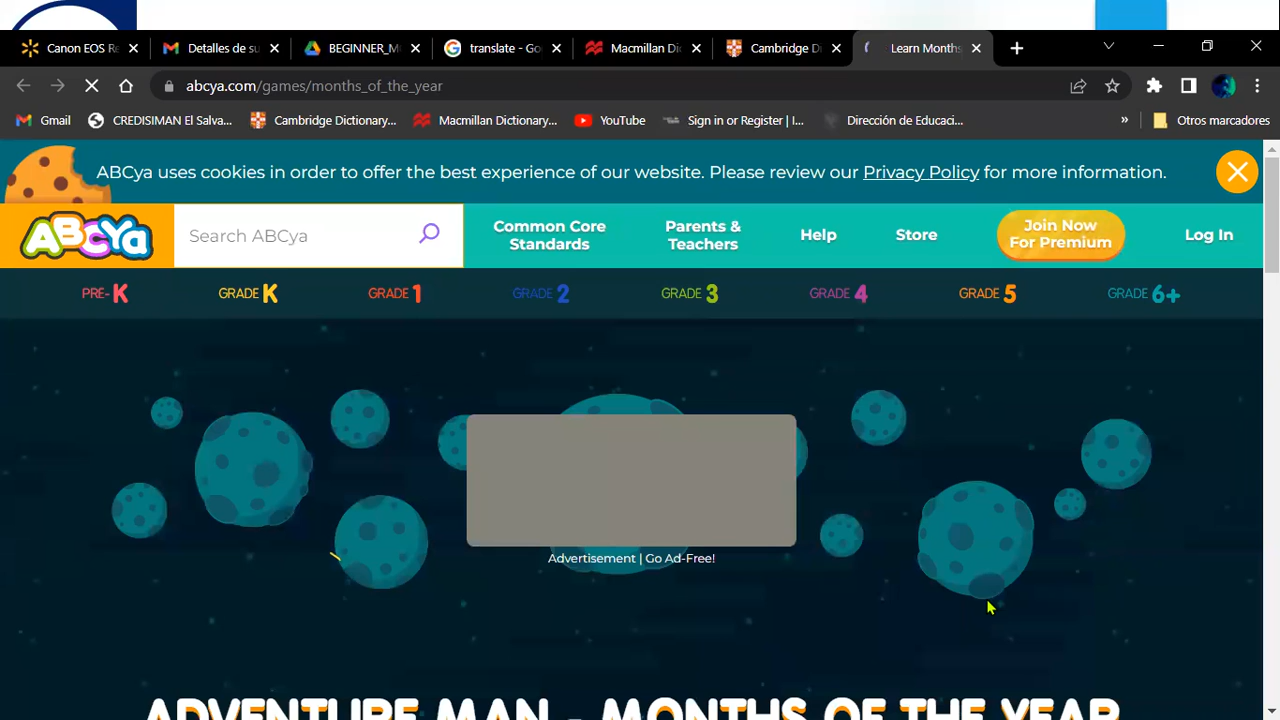 Canon EOS Re
Detalles de su
BEGINNER_M
translate - Go
Macmillan Dic
Cambridge D
Learn Months
abcya.com/games/months_of_the_year
Gmail
CREDISIMAN El Salva...
Cambridge Dictionary...
Macmillan Dictionary...
YouTube
Sign in or Register | I...
Dirección de Educaci...
»
Otros marcadores
ABCya uses cookies in order to offer the best experience of our website. Please review our Privacy Policy for more information.
ABCYa
Search ABCya
Common Core
Standards
Parents &
Teachers
Help
Store
Join Now
For Premium
Log In
PRE-K
GRADE K
GRADE 1
GRADE 2
GRADE 3
GRADE 4
GRADE 5
GRADE 6+
Advertisement | Go Ad-Free!
ADVENTURE MAN - MONTHS OF THE YEAR